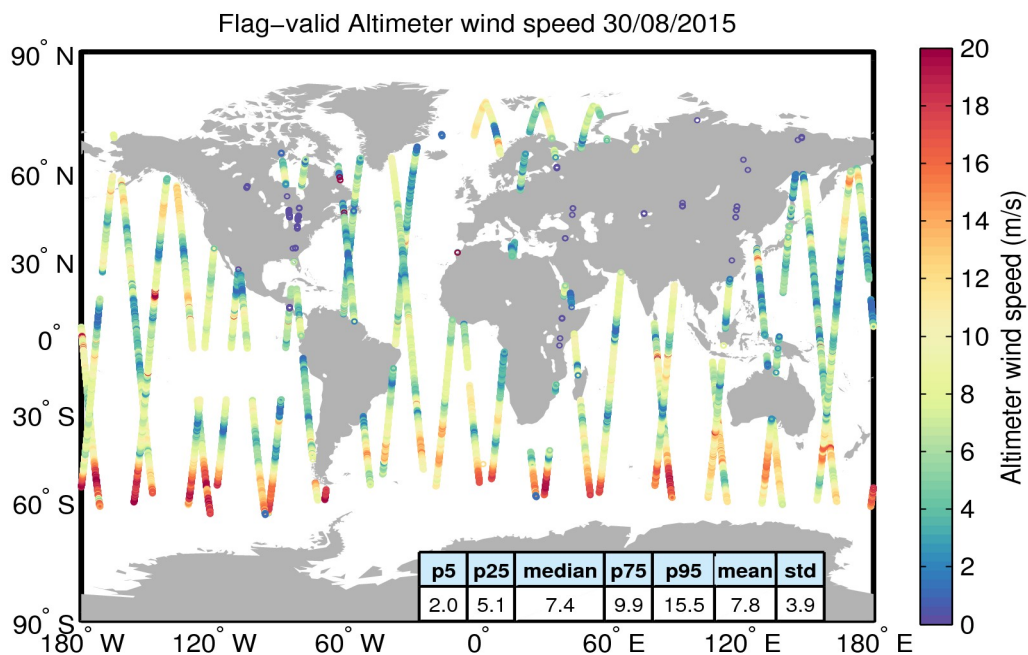 Flag−valid Altimeter wind speed 30/08/2015
90° N
60° N
30° N
0°
30° S
60° S
90° S
180° W
120° W
60° W
0°
60° E
120° E
180° E
p5 p25 median p75 p95 mean std
2.0 5.1 7.4 9.9 15.5 7.8 3.9
20
18
16
14
12
10
8
6
4
2
0
Altimeter wind speed (m/s)